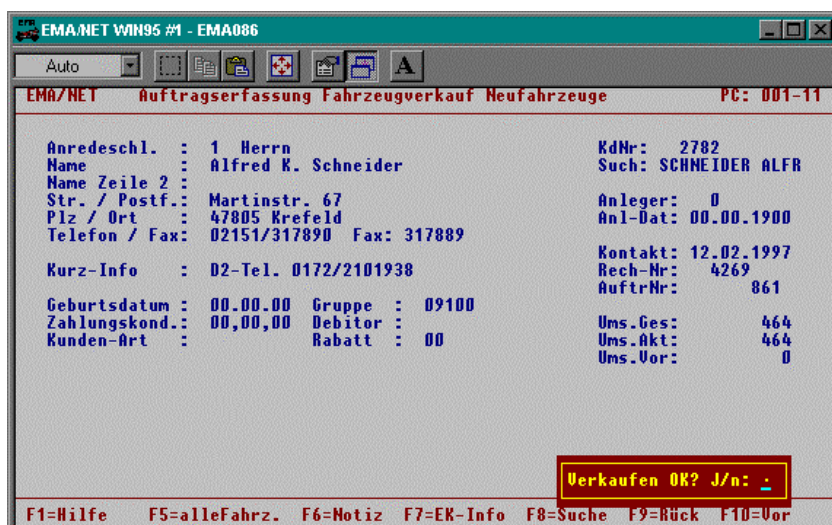 EMA/NET WIN95 #1 - EMA086
Auto
A
EMA/NET Auftragserfassung Fahrzeugverkauf Neufahrzeuge PC: 001-11
Anredeschl. : 1 Herrn KdNr: 2782
Name : Alfred K. Schneider Such: SCHNEIDER ALFR
Name Zeile 2 :
Str. / Postf.: Martinstr. 67 Anleger: 0
Plz / Ort : 47805 Krefeld Anl-Dat: 00.00.1900
Telefon / Fax: 02151/317890 Fax: 317889
Kontakt: 12.02.1997
Kurz-Info : D2-Tel. 0172/2101938 Rech-Nr: 4269
AuftrNr: 861
Geburtsdatum : 00.00.00 Gruppe : 09100
Zahlungskond.: 00,00,00 Debitor : Ums.Ges: 464
Kunden-Art : Rabatt : 00 Ums.Akt: 464
Ums.Vor: 0
Verkaufen OK? J/n: .
F1=Hilfe F5=alleFahrz. F6=Notiz F7=EK-Info F8=Suche F9=Rück F10=Vor